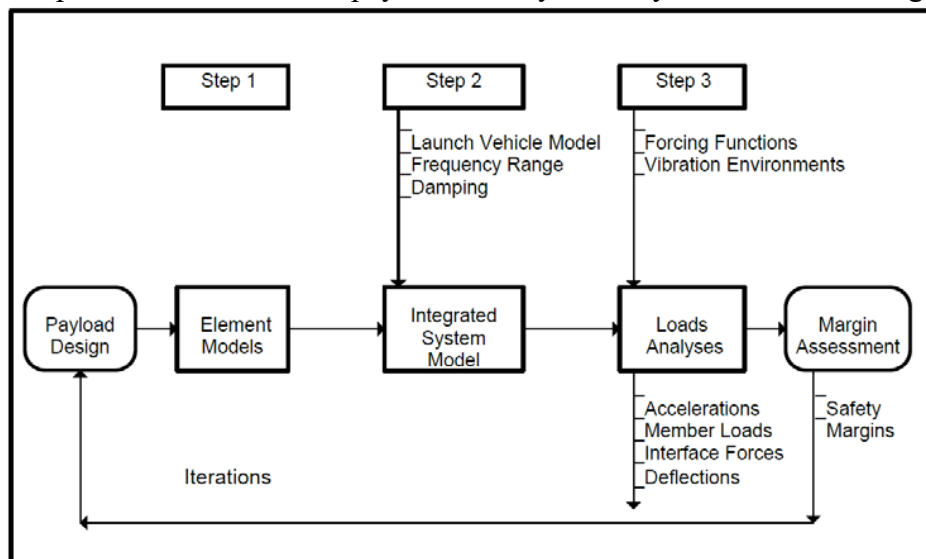 Step 1
Step 2
Step 3
Launch Vehicle Model
Frequency Range
Damping
Forcing Functions
Vibration Environments
Payload
Design
Element
Models
Integrated
System
Model
Loads
Analyses
Margin
Assessment
Accelerations
Member Loads
Interface Forces
Deflections
Safety
Margins
Iterations